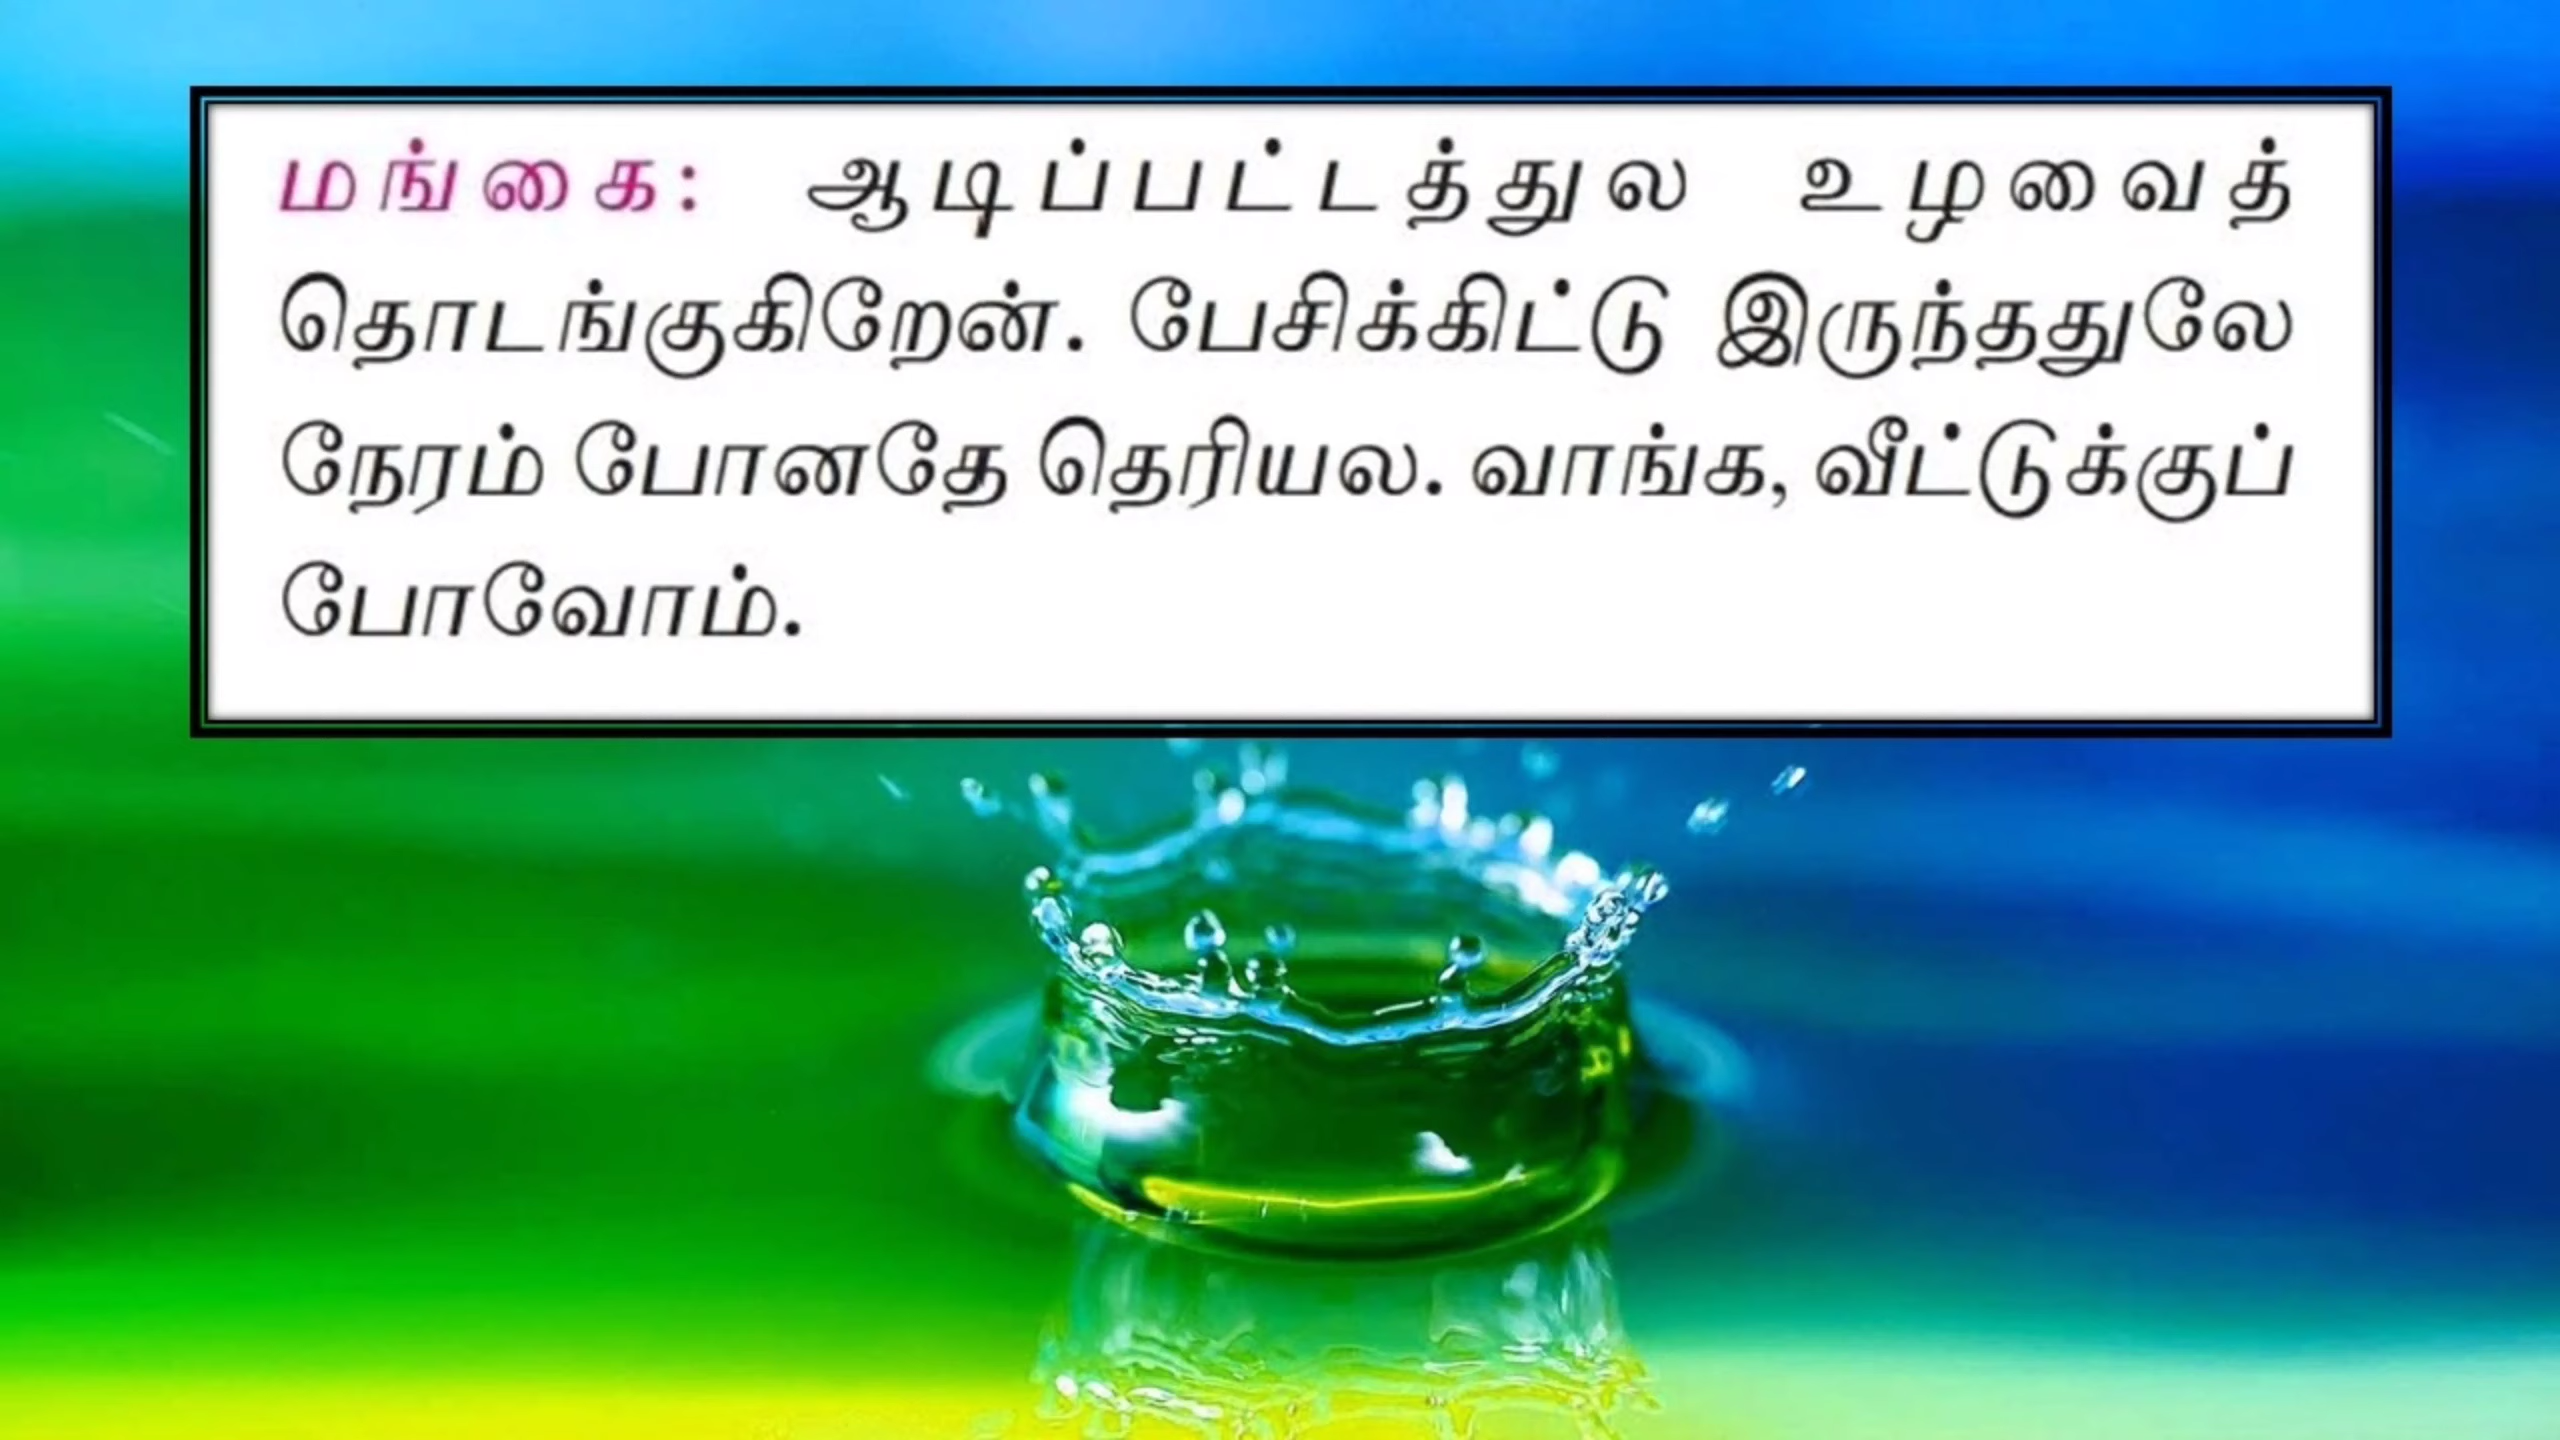 மங்கை: ஆடிப்பட்டத்துல உழவைத்
தொடங்குகிறேன். பேசிக்கிட்டு இருந்ததுலே
நேரம் போனதே தெரியல. வாங்க, வீட்டுக்குப்
போவோம்.